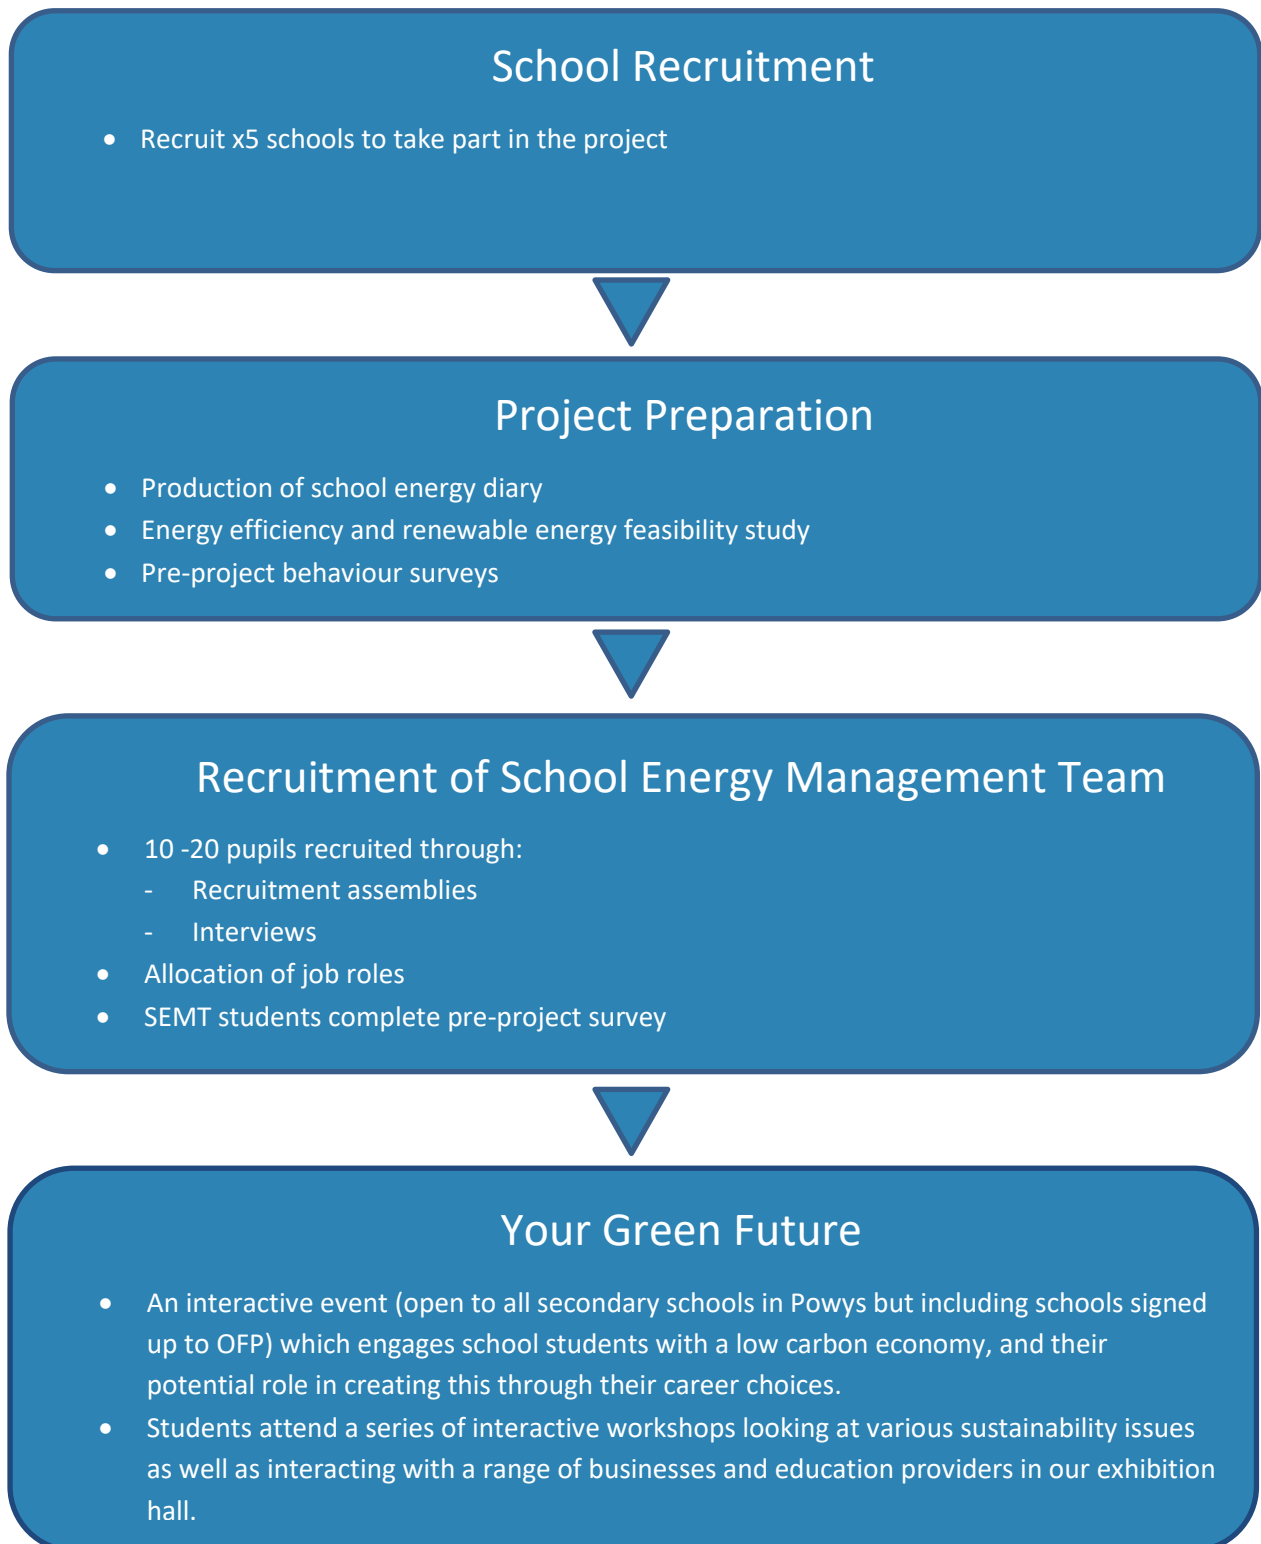 School Recruitment
• Recruit x5 schools to take part in the project
Project Preparation
• Production of school energy diary
• Energy efficiency and renewable energy feasibility study
• Pre-project behaviour surveys
Recruitment of School Energy Management Team
• 10 -20 pupils recruited through:
- Recruitment assemblies
- Interviews
• Allocation of job roles
• SEMT students complete pre-project survey
Your Green Future
• An interactive event (open to all secondary schools in Powys but including schools signed
up to OFP) which engages school students with a low carbon economy, and their
potential role in creating this through their career choices.
• Students attend a series of interactive workshops looking at various sustainability issues
as well as interacting with a range of businesses and education providers in our exhibition
hall.